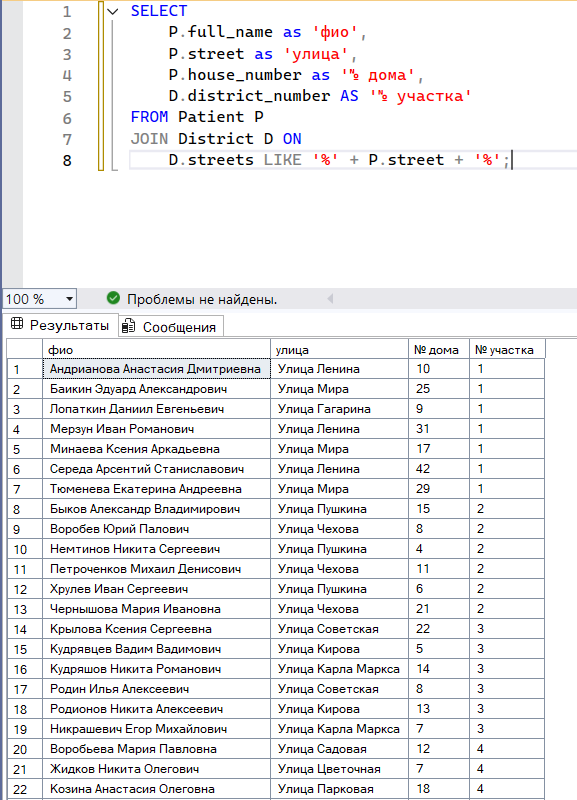 1 SELECT
2 P.full_name as 'фио',
3 P.street as 'улица',
4 P.house_number as '№ дома',
5 D.district_number AS '№ участка'
6 FROM Patient P
7 JOIN District D ON
8 D.streets LIKE '%' + P.street + '%';
100 % Проблемы не найдены.
Результаты Сообщения
фио улица № дома № участка
1 Андрианова Анастасия Дмитриевна Улица Ленина 10 1
2 Баикин Эдуард Александрович Улица Мира 25 1
3 Лопаткин Даниил Евгеньевич Улица Гагарина 9 1
4 Мерзун Иван Романович Улица Ленина 31 1
5 Минаева Ксения Аркадьевна Улица Мира 17 1
6 Середа Арсентий Станиславович Улица Ленина 42 1
7 Тюменева Екатерина Андреевна Улица Мира 29 1
8 Быков Александр Владимирович Улица Пушкина 15 2
9 Воробев Юрий Палович Улица Чехова 8 2
10 Немтинов Никита Сергеевич Улица Пушкина 4 2
11 Петроченков Михаил Денисович Улица Чехова 11 2
12 Хрулев Иван Сергеевич Улица Пушкина 6 2
13 Чернышова Мария Ивановна Улица Чехова 21 2
14 Крылова Ксения Сергеевна Улица Советская 22 3
15 Кудрявцев Вадим Вадимович Улица Кирова 5 3
16 Кудряшов Никита Романович Улица Карла Маркса 14 3
17 Родин Илья Алексеевич Улица Советская 8 3
18 Родионов Никита Алексеевич Улица Кирова 13 3
19 Никрашевич Егор Михайлович Улица Карла Маркса 7 3
20 Воробьева Мария Павловна Улица Садовая 12 4
21 Жидков Никита Олегович Улица Цветочная 7 4
22 Козина Анастасия Олеговна Улица Парковая 18 4